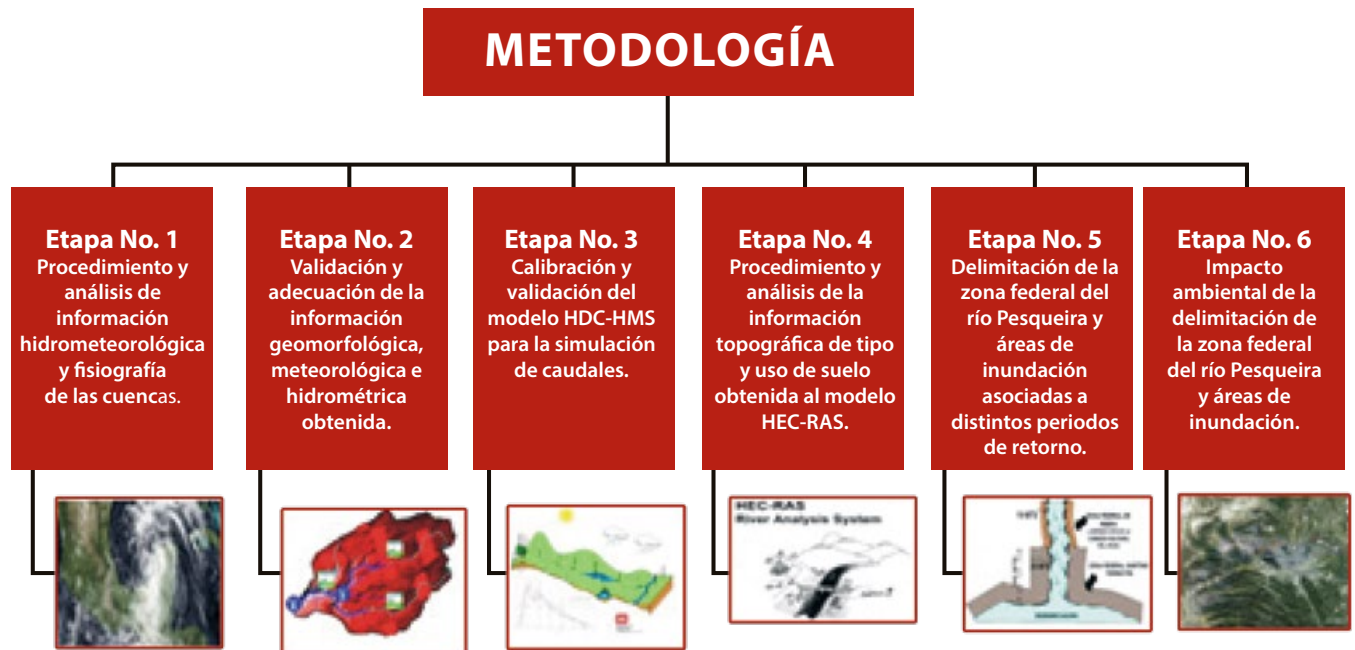 METODOLOGÍA
Etapa No. 1
Procedimiento y
análisis de
información
hidrometeorológica
y fisiografía
de las cuencas.
Etapa No. 2
Validación y
adecuación de la
información
geomorfológica,
meteorológica e
hidrométrica
obtenida.
Etapa No. 3
Calibración y
validación del
modelo HDC-HMS
para la simulación
de caudales.
Etapa No. 4
Procedimiento y
análisis de la
información
topográfica de tipo
y uso de suelo
obtenida al modelo
HEC-RAS.
Etapa No. 5
Delimitación de la
zona federal del
río Pesqueira y
áreas de
inundación
asociadas a
distintos periodos
de retorno.
Etapa No. 6
Impacto
ambiental de la
delimitación de
la zona federal
del río Pesqueira
y áreas de
inundación.
HEC-RAS
River Analysis System